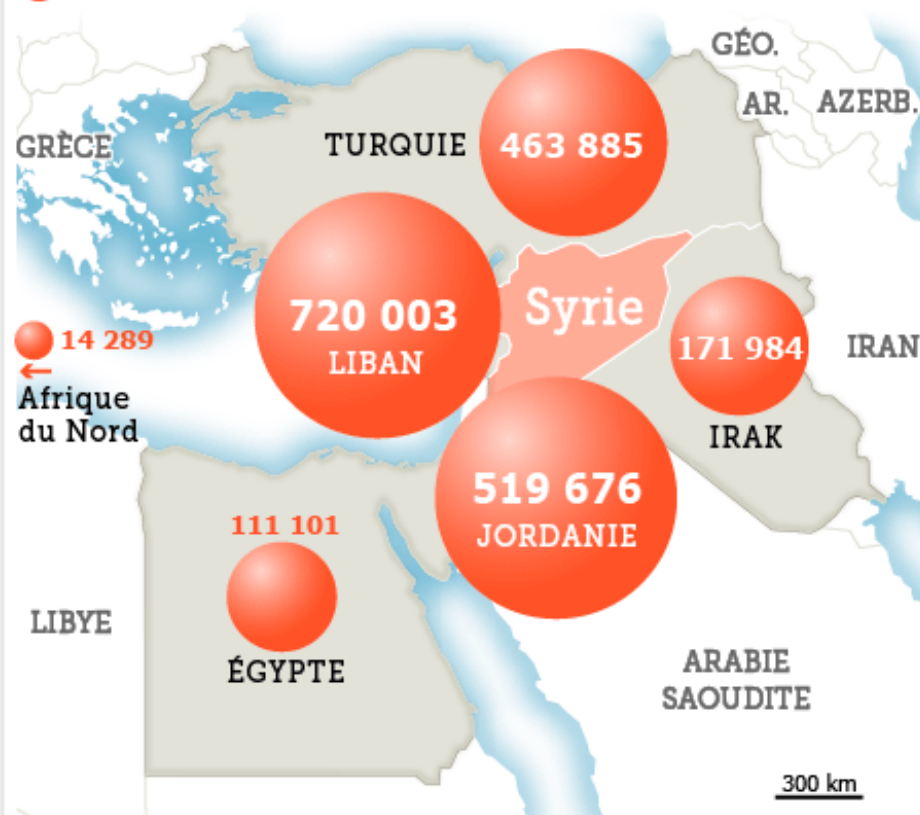 GÉO.
AR. AZERB.
GRÈCE
TURQUIE
463 885
Syrie
720 003
LIBAN
14 289
Afrique
du Nord
171 984
IRAN
IRAK
519 676
JORDANIE
111 101
ÉGYPTE
LIBYE
ARABIE
SAOUDITE
300 km